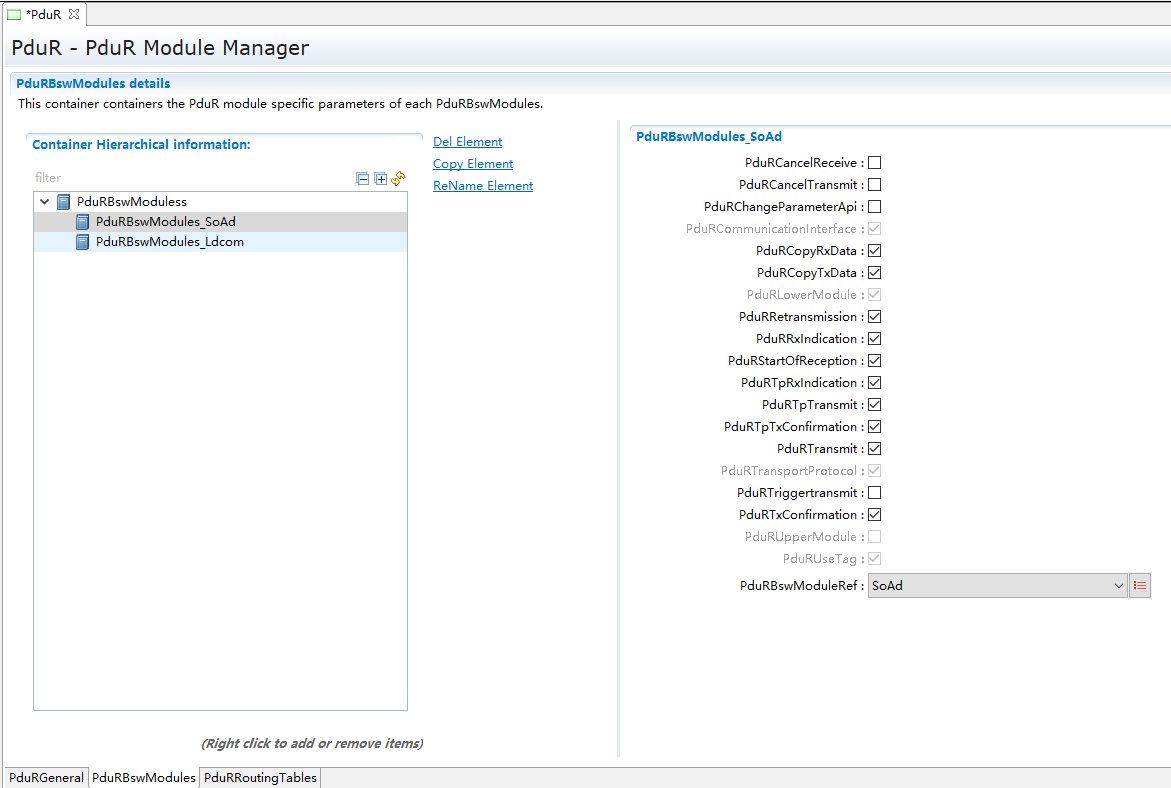 *PduR
PduR - PduR Module Manager
PduRBswModules details
This container containers the PduR module specific parameters of each PduRBswModules.
Container Hierarchical information:
filter
PduRBswModuless
PduRBswModules_SoAd
PduRBswModules_Ldcom
Del Element
Copy Element
ReName Element
(Right click to add or remove items)
PduRBswModules_SoAd
PduRCancelReceive :
PduRCancelTransmit :
PduRChangeParameterApi :
PduRCommunicationInterface :
PduRCopyRxData :
PduRCopyTxData :
PduRLowerModule :
PduRRetransmission :
PduRRxIndication :
PduRStartOfReception :
PduRTpRxIndication :
PduRTpTransmit :
PduRTpTxConfirmation :
PduRTransmit :
PduRTransportProtocol :
PduRTriggertransmit :
PduRTxConfirmation :
PduRUpperModule :
PduRUseTag :
PduRBswModuleRef : SoAd
PduRGeneral PduRBswModules PduRRoutingTables